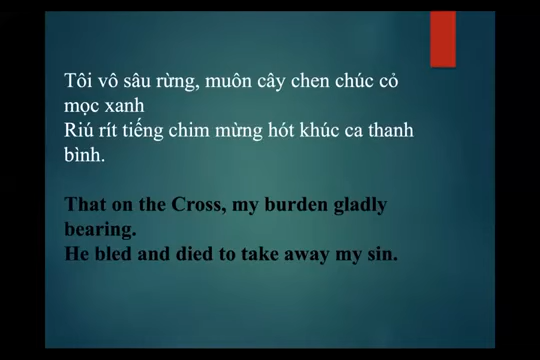 Tôi vô sâu rừng, muôn cây chen chúc cỏ
mọc xanh
Riú rít tiếng chim mừng hót khúc ca thanh
bình.
That on the Cross, my burden gladly
bearing.
He bled and died to take away my sin.